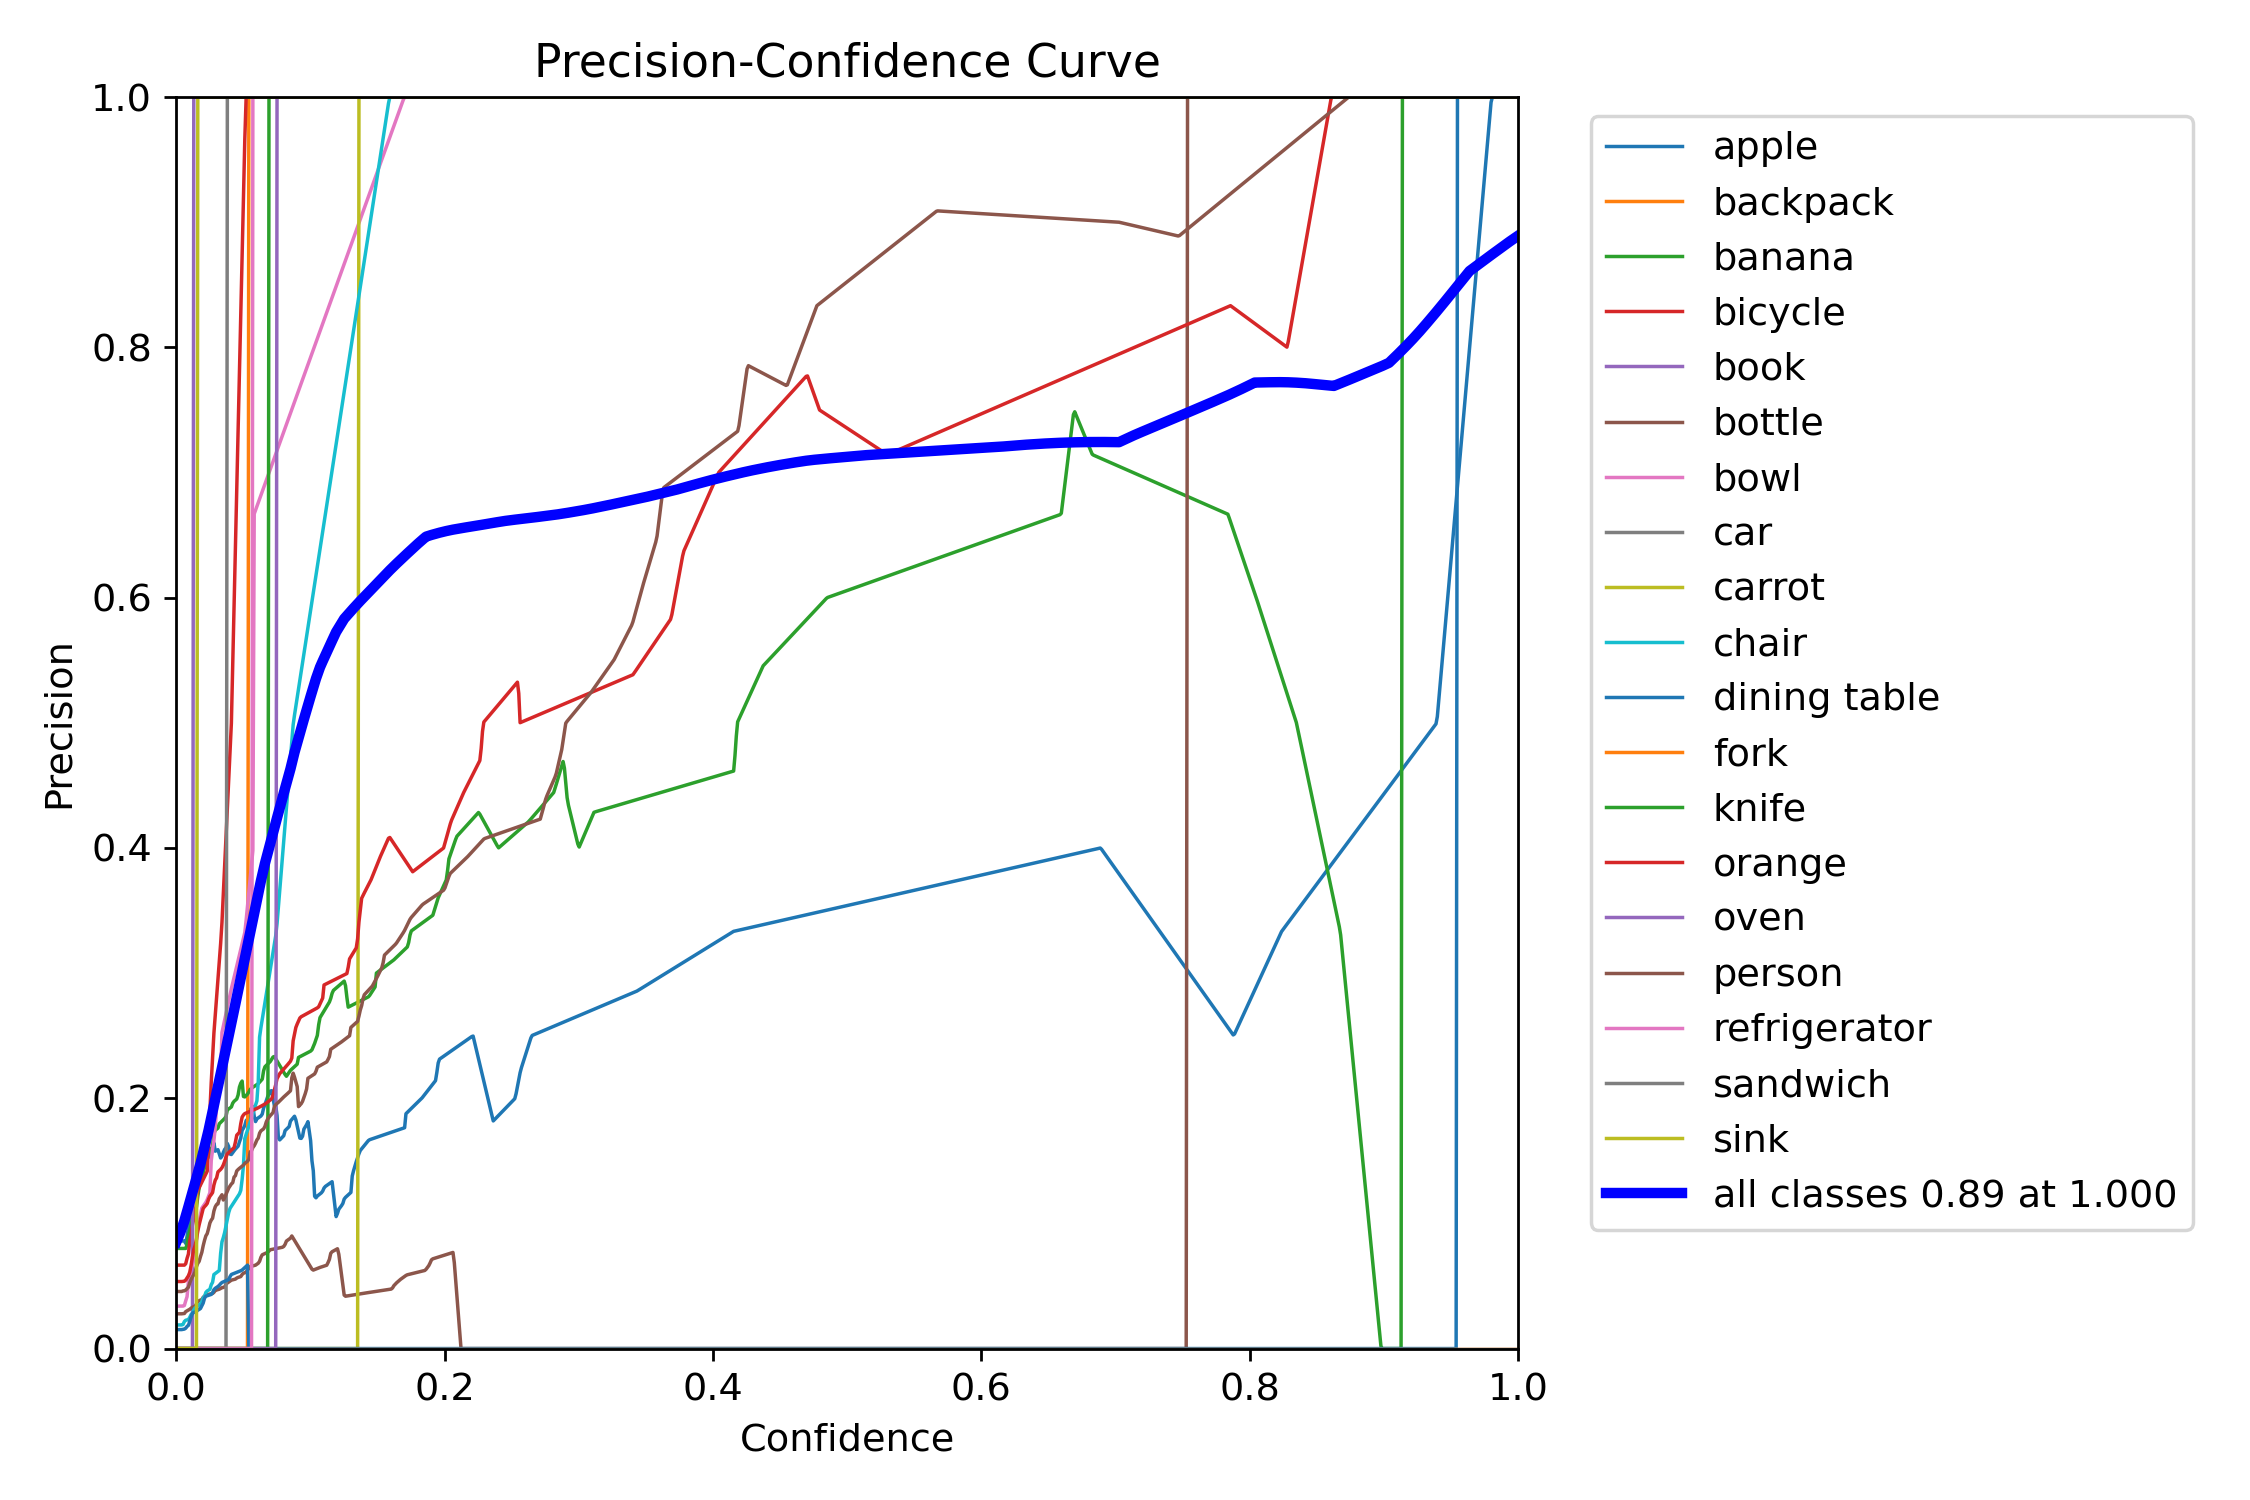 Precision-Confidence Curve
1.0
0.8
0.6
0.4
0.2
0.0
Precision
0.0 0.2 0.4 0.6 0.8 1.0
Confidence
apple
backpack
banana
bicycle
book
bottle
bowl
car
carrot
chair
dining table
fork
knife
orange
oven
person
refrigerator
sandwich
sink
all classes 0.89 at 1.000